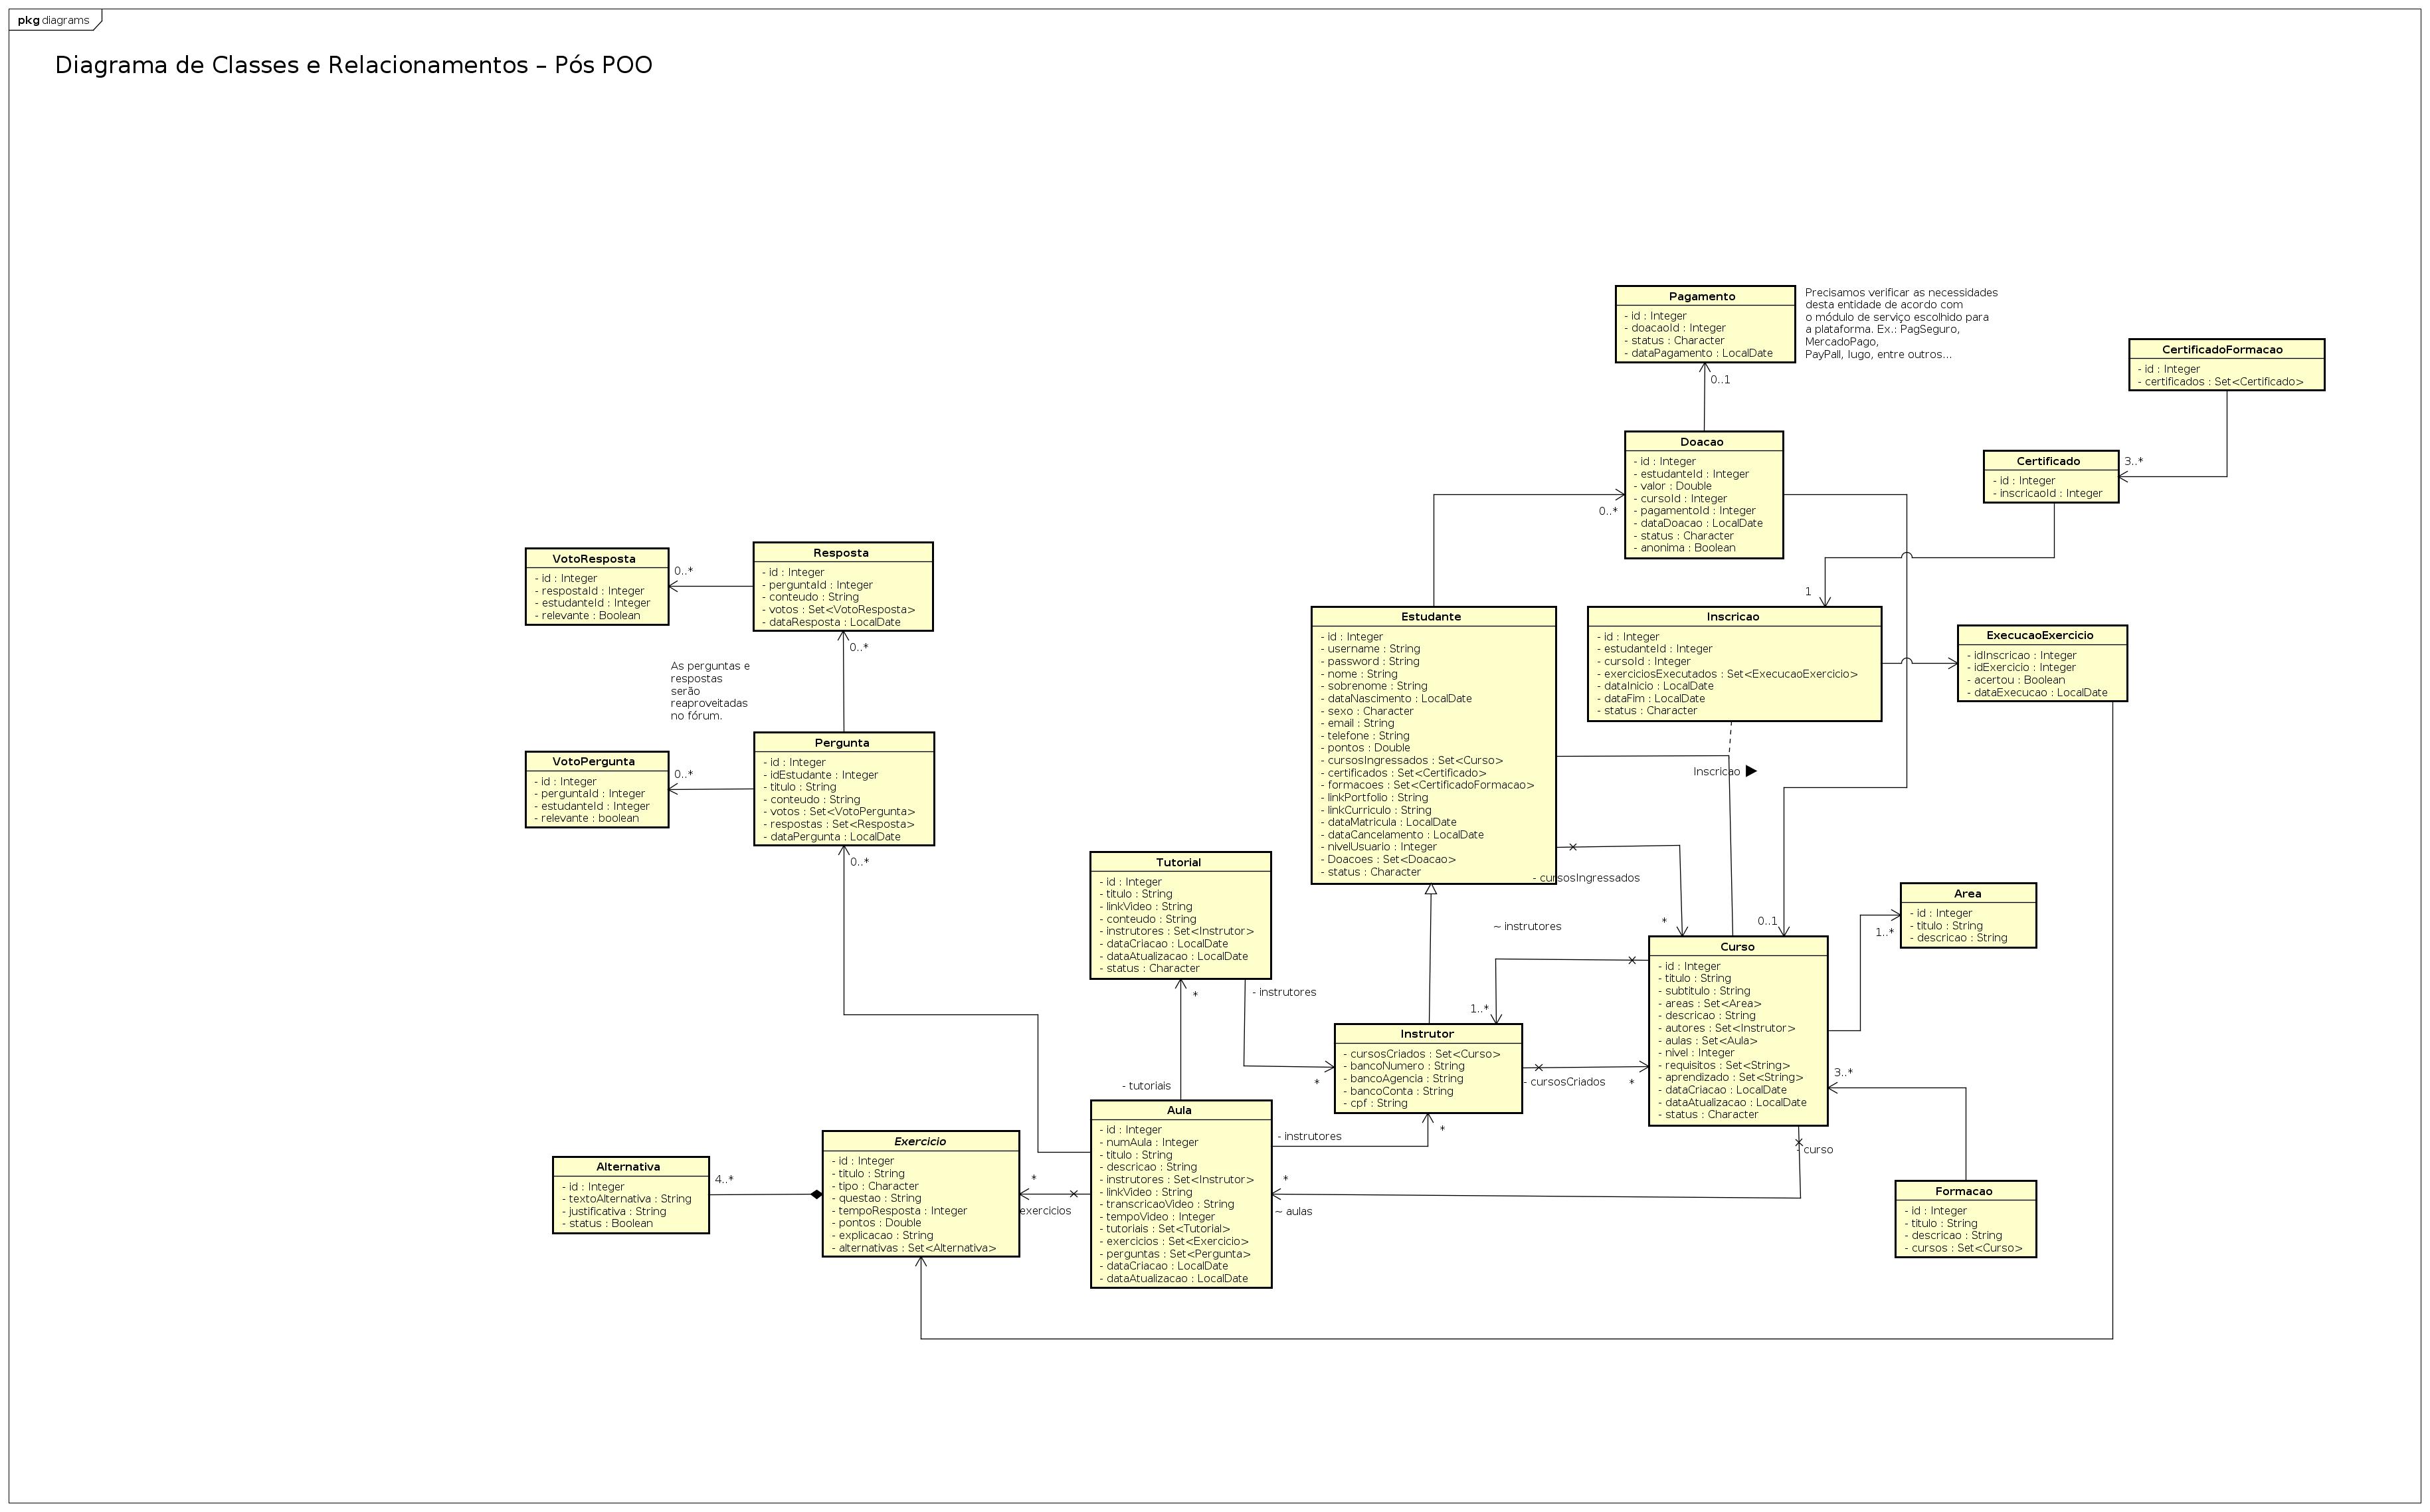 pkg diagrams
Diagrama de Classes e Relacionamentos – Pós POO
Pagamento
- id : Integer
- doacaoId : Integer
- status : Character
- dataPagamento : LocalDate
Precisamos verificar as necessidades
desta entidade de acordo com
o módulo de serviço escolhido para
a plataforma. Ex.: PagSeguro,
MercadoPago,
PayPall, Iugo, entre outros...
0..1
CertificadoFormacao
- id : Integer
- certificados : Set<Certificado>
Doacao
- id : Integer
- estudanteId : Integer
- valor : Double
- cursoId : Integer
- pagamentoId : Integer
- dataDoacao : LocalDate
- status : Character
- anonima : Boolean
0..*
Certificado
- id : Integer
- inscricaoId : Integer
3..*
VotoResposta
- id : Integer
- respostaId : Integer
- estudanteId : Integer
- relevante : Boolean
0..*
Resposta
- id : Integer
- perguntaId : Integer
- conteudo : String
- votos : Set<VotoResposta>
- dataResposta : LocalDate
0..*
As perguntas e
respostas
serão
reaproveitadas
no fórum.
Estudante
- id : Integer
- username : String
- password : String
- nome : String
- sobrenome : String
- dataNascimento : LocalDate
- sexo : Character
- email : String
- telefone : String
- pontos : Double
- cursosIngressados : Set<Curso>
- certificados : Set<Certificado>
- formacoes : Set<CertificadoFormacao>
- linkPortfolio : String
- linkCurriculo : String
- dataMatricula : LocalDate
- dataCancelamento : LocalDate
- nivelUsuario : Integer
- Doacoes : Set<Doacao>
- status : Character
1
Inscricao
- id : Integer
- estudanteId : Integer
- cursoId : Integer
- exerciciosExecutados : Set<ExecucaoExercicio>
- dataInicio : LocalDate
- dataFim : LocalDate
- status : Character
ExecucaoExercicio
- idInscricao : Integer
- idExercicio : Integer
- acertou : Boolean
- dataExecucao : LocalDate
Inscricao
VotoPergunta
- id : Integer
- perguntaId : Integer
- estudanteId : Integer
- relevante : boolean
0..*
Pergunta
- id : Integer
- idEstudante : Integer
- titulo : String
- conteudo : String
- votos : Set<VotoPergunta>
- respostas : Set<Resposta>
- dataPergunta : LocalDate
0..*
Tutorial
- id : Integer
- titulo : String
- linkVideo : String
- conteudo : String
- instrutores : Set<Instrutor>
- dataCriacao : LocalDate
- dataAtualizacao : LocalDate
- status : Character
*
- instrutores
*
- tutoriais
- cursosIngressados
*
0..1
~ instrutores
1..*
Area
- id : Integer
- titulo : String
- descricao : String
1..*
Instrutor
- cursosCriados : Set<Curso>
- bancoNumero : String
- bancoAgencia : String
- bancoConta : String
- cpf : String
- cursosCriados
*
Curso
- id : Integer
- titulo : String
- subtitulo : String
- areas : Set<Area>
- descricao : String
- autores : Set<Instrutor>
- aulas : Set<Aula>
- nivel : Integer
- requisitos : Set<String>
- aprendizado : Set<String>
- dataCriacao : LocalDate
- dataAtualizacao : LocalDate
- status : Character
3..*
- curso
Aula
- id : Integer
- numAula : Integer
- titulo : String
- descricao : String
- instrutores : Set<Instrutor>
- linkVideo : String
- transcricaoVideo : String
- tempoVideo : Integer
- tutoriais : Set<Tutorial>
- exercicios : Set<Exercicio>
- perguntas : Set<Pergunta>
- dataCriacao : LocalDate
- dataAtualizacao : LocalDate
- instrutores
*
*
~ aulas
Exercicio
- id : Integer
- titulo : String
- tipo : Character
- questao : String
- tempoResposta : Integer
- pontos : Double
- explicacao : String
- alternativas : Set<Alternativa>
*
exercicios
Alternativa
- id : Integer
- textoAlternativa : String
- justificativa : String
- status : Boolean
4..*
Formacao
- id : Integer
- titulo : String
- descricao : String
- cursos : Set<Curso>